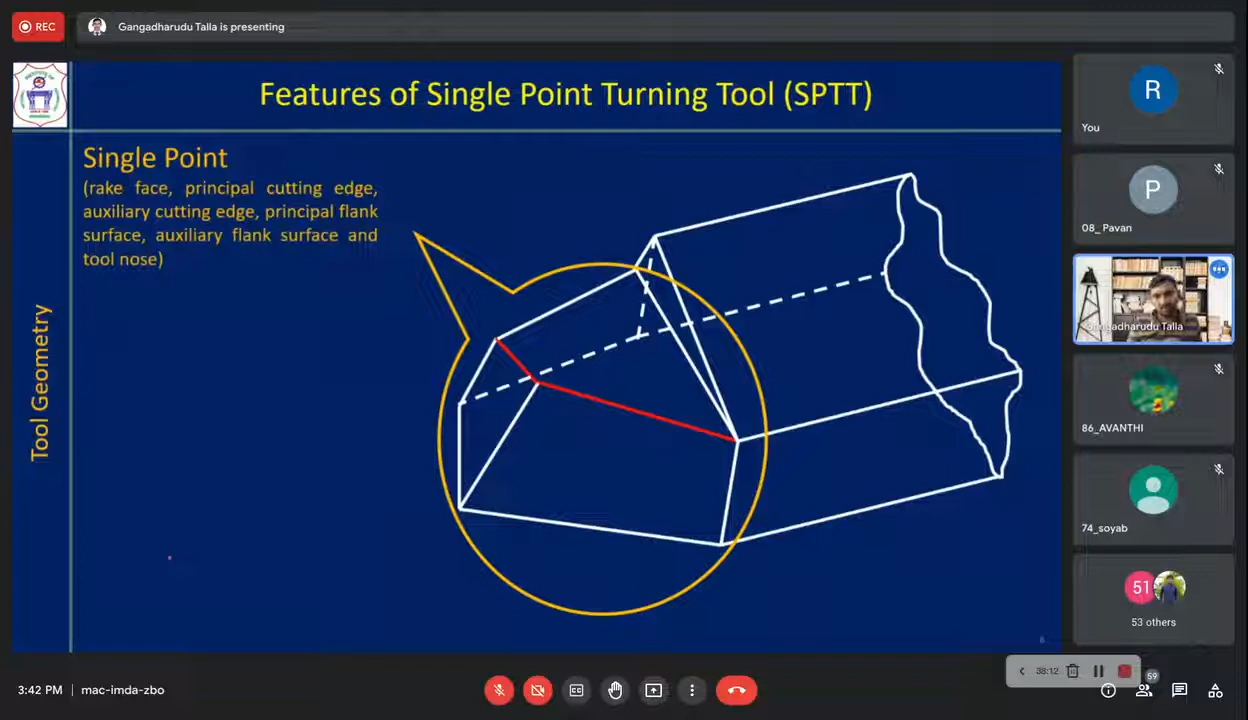 REC
Gangadharudu Talla is presenting
Features of Single Point Turning Tool (SPTT)
Single Point
(rake face, principal cutting edge,
auxiliary cutting edge, principal flank
surface, auxiliary flank surface and
tool nose)
Tool Geometry
R
You
P
08_ Pavan
Gangadharudu Talla
86_AVANTHI
74_soyab
51
53 others
38:12
3:42 PM | mac-imda-zbo
CC
59